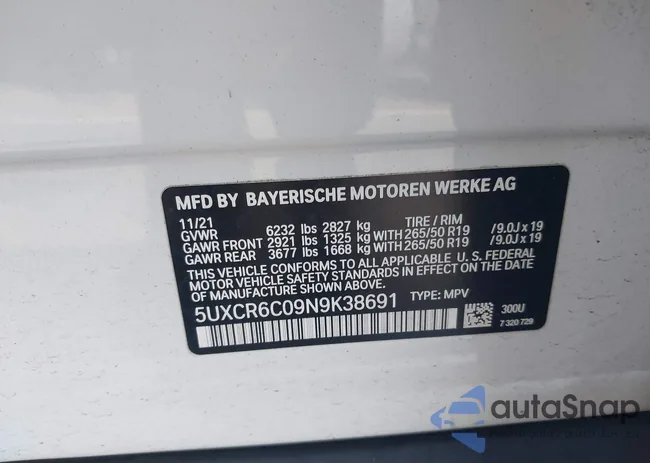 MFD BY BAYERISCHE MOTOREN WERKE AG
11/21 TIRE / RIM
GVWR 6232 lbs 2827 kg
GAWR FRONT 2921 lbs 1325 kg WITH 265/50 R19 / 9.0J x 19
GAWR REAR 3677 lbs 1668 kg WITH 265/50 R19 / 9.0J x 19
THIS VEHICLE CONFORMS TO ALL APPLICABLE U. S. FEDERAL
MOTOR VEHICLE SAFETY STANDARDS IN EFFECT ON THE DATE
OF MANUFACTURE SHOWN ABOVE.
5UXCR6C09N9K38691 TYPE: MPV
300U
7 320 729
autoSnap